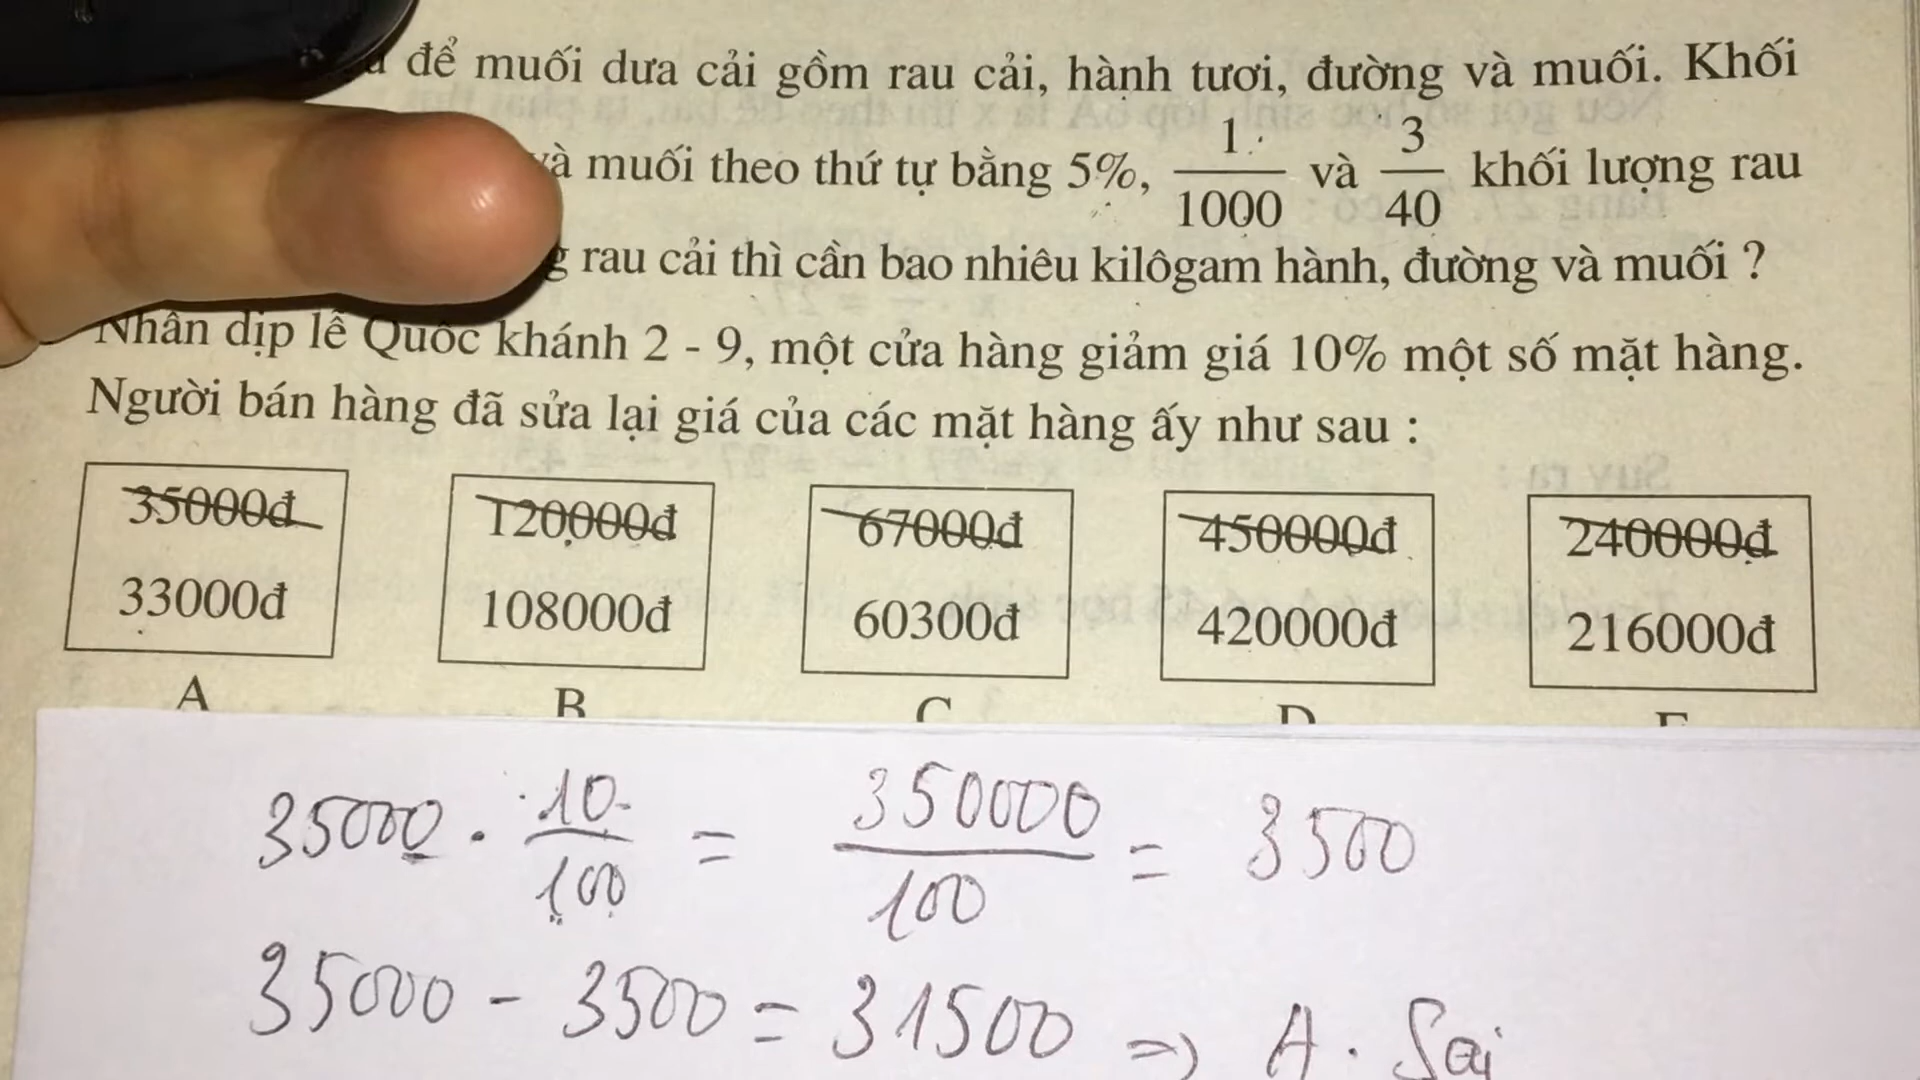 để muối dưa cải gồm rau cải, hành tươi, đường và muối. Khối
và muối theo thứ tự bằng 5%, 1/1000 và 3/40 khối lượng rau
rau cải thì cần bao nhiêu kilôgam hành, đường và muối ?
Nhân dịp lễ Quốc khánh 2 - 9, một cửa hàng giảm giá 10% một số mặt hàng.
Người bán hàng đã sửa lại giá của các mặt hàng ấy như sau :
35000đ 120000đ 67000đ 450000đ 240000đ
33000đ 108000đ 60300đ 420000đ 216000đ
A B C D E
35000 . 10/100 = 350000/100 = 3500
35000 - 3500 = 31500 => A. Sai